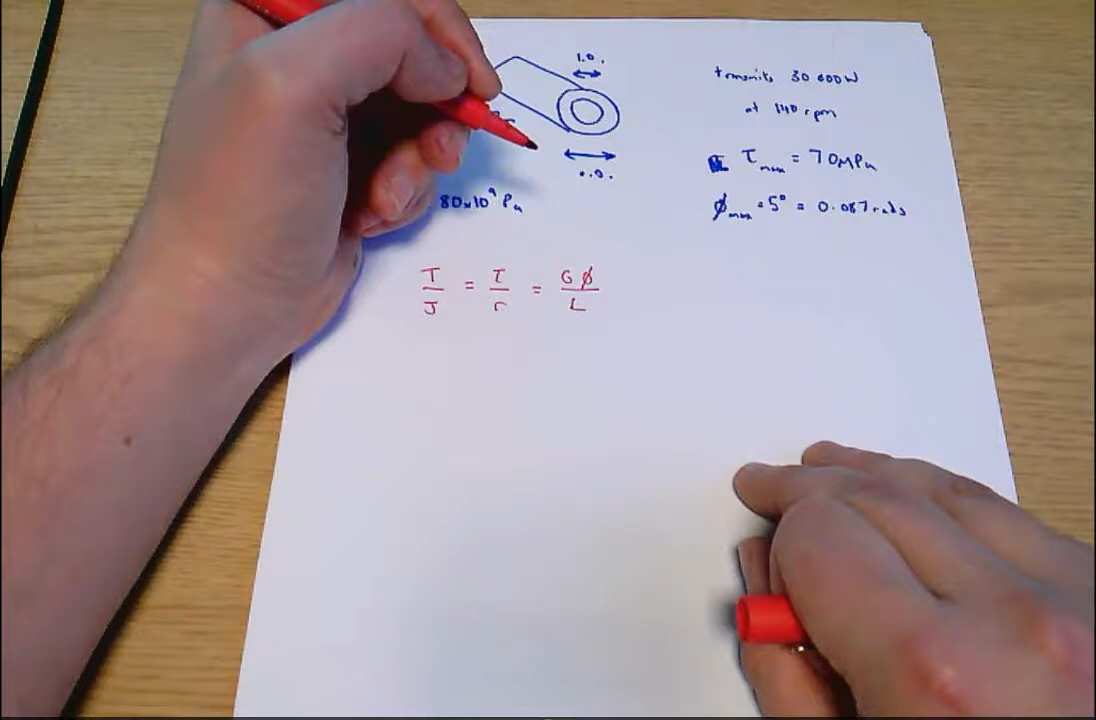 I.D.
transmits 30 000W
at 140 rpm
τmax = 70MPa
O.D.
80x10⁹ Pa
ϕmax = 5° = 0.087 rads
T/J = τ/r = Gϕ/L